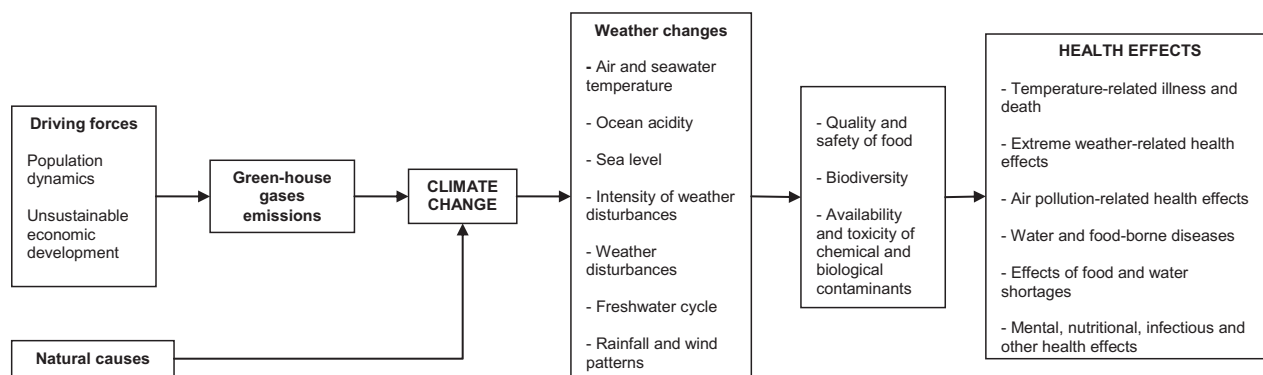 Driving forces
Population
dynamics
Unsustainable
economic
development
Natural causes
Green-house
gases
emissions
CLIMATE
CHANGE
Weather changes
- Air and seawater
temperature
- Ocean acidity
- Sea level
- Intensity of weather
disturbances
- Weather
disturbances
- Freshwater cycle
- Rainfall and wind
patterns
- Quality and
safety of food
- Biodiversity
- Availability
and toxicity of
chemical and
biological
contaminants
HEALTH EFFECTS
- Temperature-related illness and
death
- Extreme weather-related health
effects
- Air pollution-related health effects
- Water and food-borne diseases
- Effects of food and water
shortages
- Mental, nutritional, infectious and
other health effects